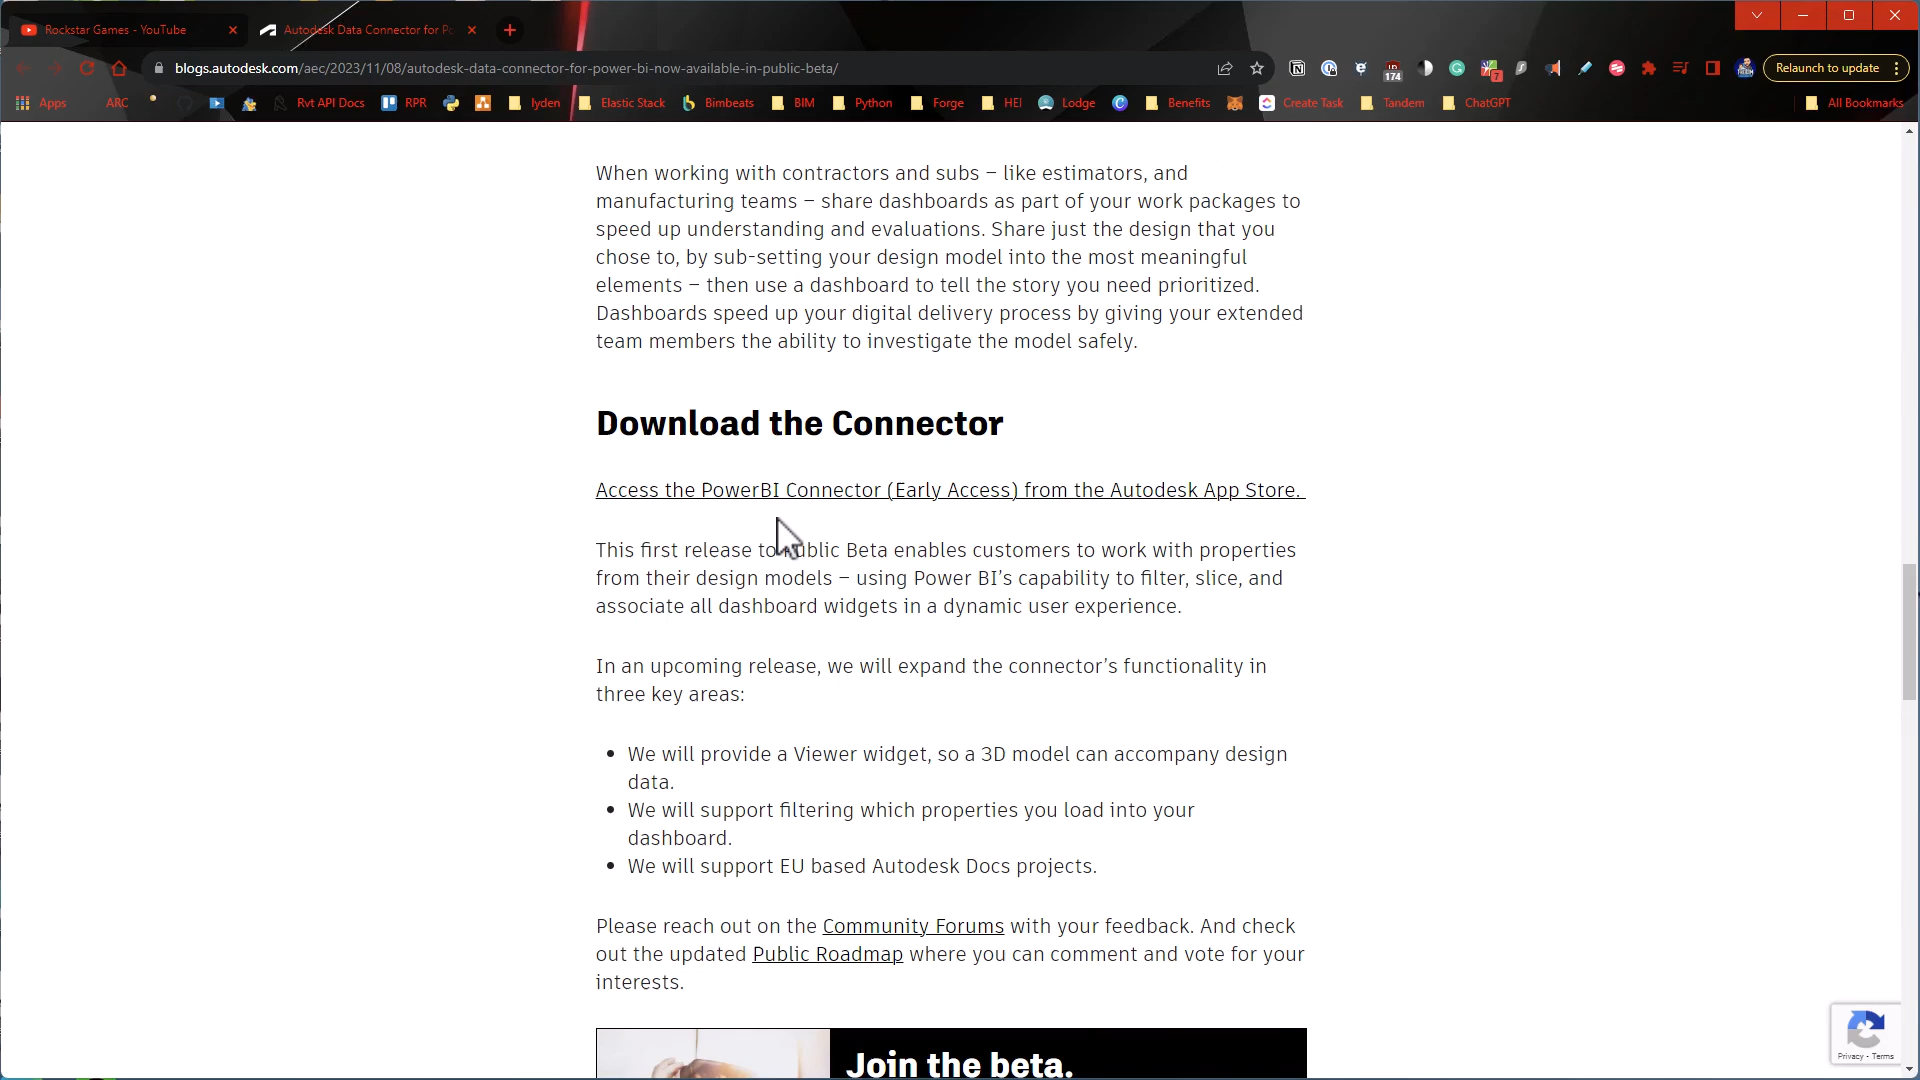 Rockstar Games - YouTube
Autodesk Data Connector for Po
blogs.autodesk.com/aec/2023/11/08/autodesk-data-connector-for-power-bi-now-available-in-public-beta/
174
7
Relaunch to update
Apps
ARC
Rvt API Docs
RPR
Iyden
Elastic Stack
Bimbeats
BIM
Python
Forge
HEI
Lodge
Benefits
Create Task
Tandem
ChatGPT
All Bookmarks
When working with contractors and subs – like estimators, and
manufacturing teams – share dashboards as part of your work packages to
speed up understanding and evaluations. Share just the design that you
chose to, by sub-setting your design model into the most meaningful
elements – then use a dashboard to tell the story you need prioritized.
Dashboards speed up your digital delivery process by giving your extended
team members the ability to investigate the model safely.
Download the Connector
Access the PowerBI Connector (Early Access) from the Autodesk App Store.
This first release to Public Beta enables customers to work with properties
from their design models – using Power BI’s capability to filter, slice, and
associate all dashboard widgets in a dynamic user experience.
In an upcoming release, we will expand the connector’s functionality in
three key areas:
• We will provide a Viewer widget, so a 3D model can accompany design
data.
• We will support filtering which properties you load into your
dashboard.
• We will support EU based Autodesk Docs projects.
Please reach out on the Community Forums with your feedback. And check
out the updated Public Roadmap where you can comment and vote for your
interests.
Join the beta.
Privacy - Terms